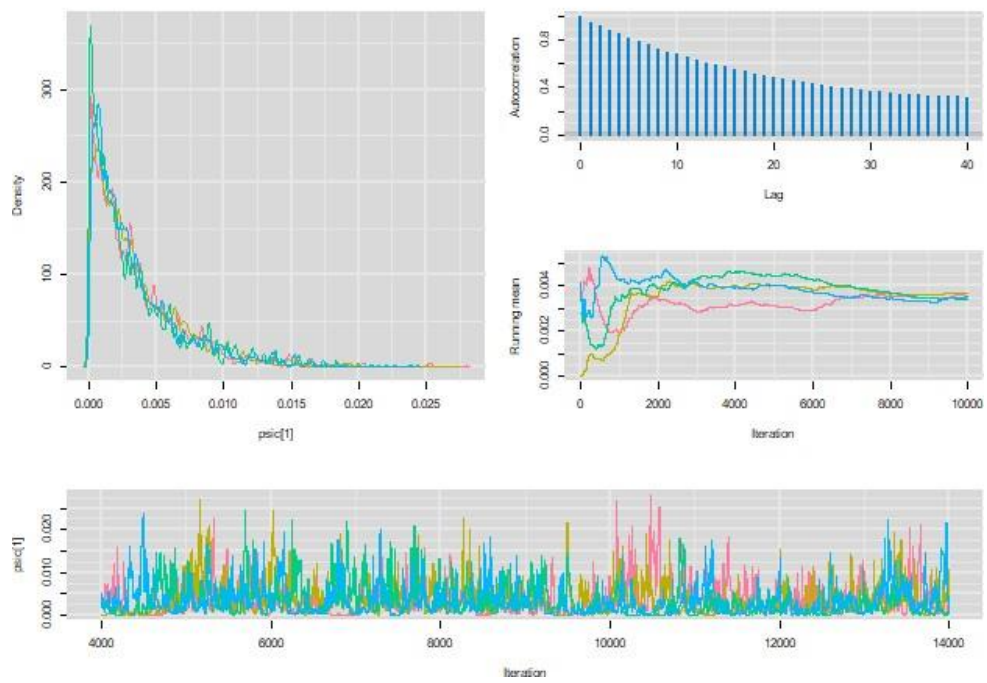 Density
0
100
200
300
0.000 0.005 0.010 0.015 0.020 0.025
psic[1]
Autocorrelation
0.0 0.4 0.8
0 10 20 30 40
Lag
Running mean
0.000 0.002 0.004
0 2000 4000 6000 8000 10000
Iteration
psic[1]
0.000 0.010 0.020
4000 6000 8000 10000 12000 14000
Iteration